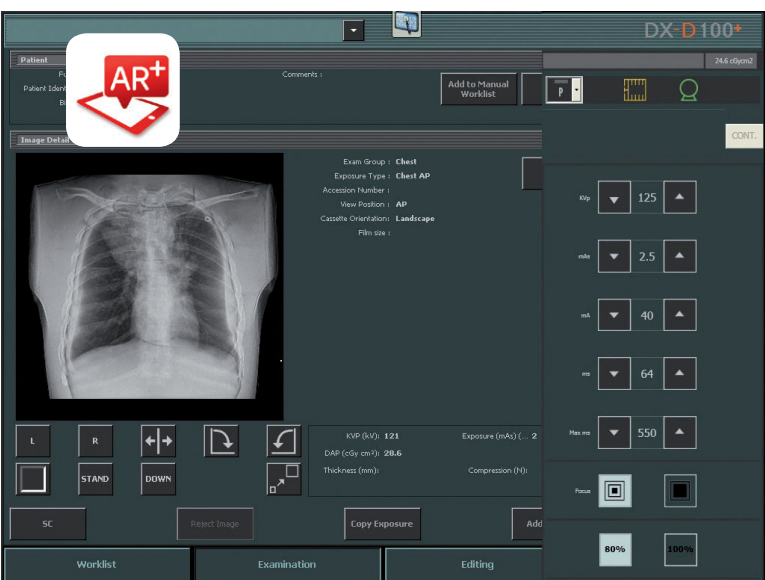 DX-D100+
AR+
Patient
Comments :
Patient Ident
Add to Manual
Worklist
24.6 cGycm2
P
CONT.
Image Detail
Exam Group : Chest
Exposure Type : Chest AP
Accession Number :
View Position : AP
Cassette Orientation: Landscape
Film size :
KVp 125
mAs 2.5
mA 40
ms 64
Max ms 550
L
R
STAND
DOWN
KVP (kV): 121
Exposure (mAs) (... 2
DAP (cGy cm²): 28.6
Thickness (mm):
Compression (N):
Focus
SC
Reject Image
Copy Exposure
Add
80%
100%
Worklist
Examination
Editing